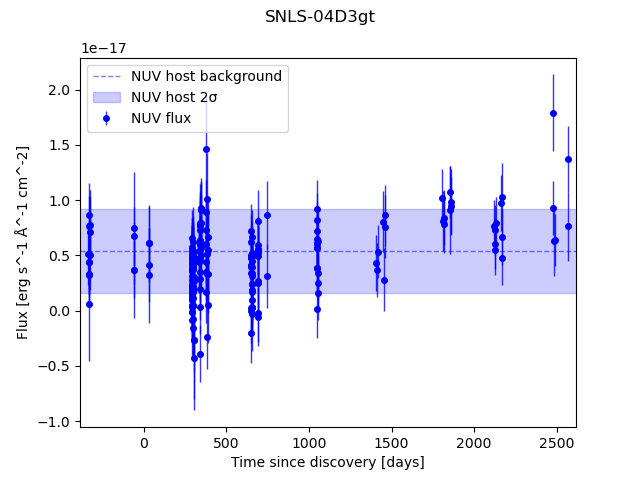 SNLS-04D3gt
1e−17
NUV host background
NUV host 2σ
NUV flux
2.0
1.5
1.0
0.5
0.0
−0.5
−1.0
Flux [erg s^-1 Å^-1 cm^-2]
0 500 1000 1500 2000 2500
Time since discovery [days]